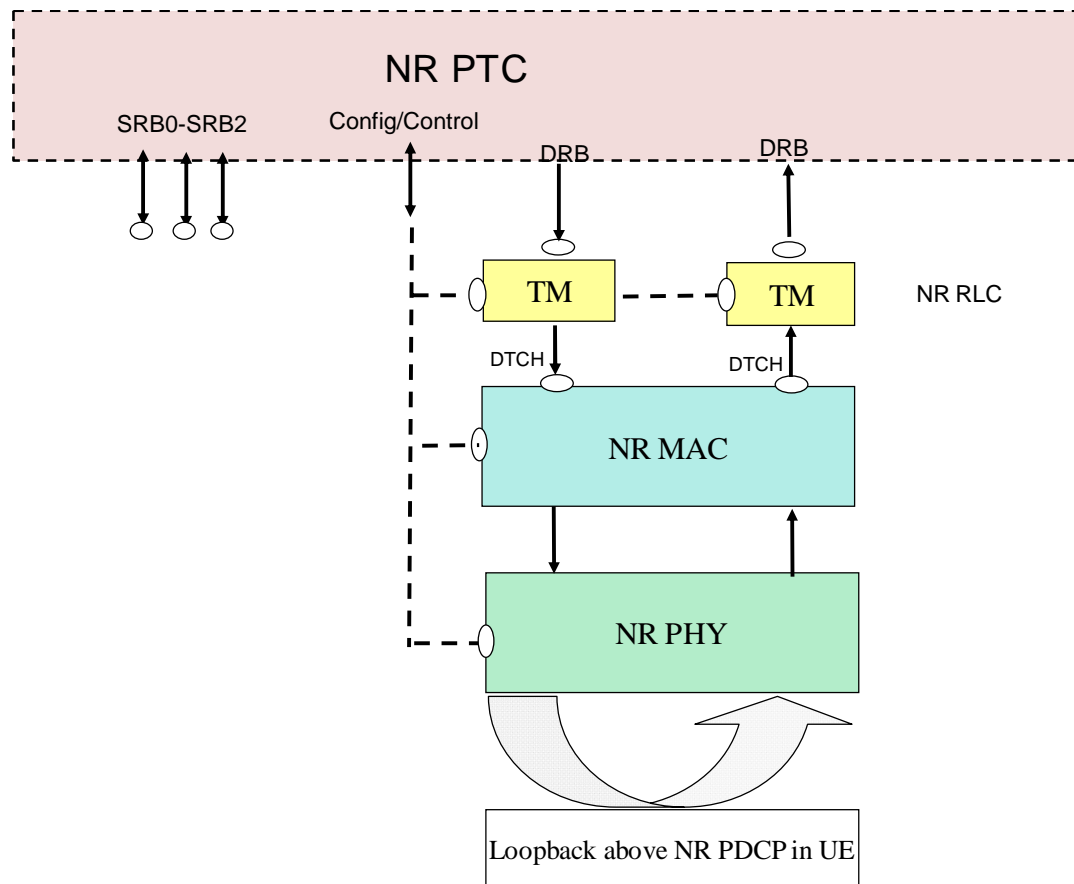 NR PTC
SRB0-SRB2
Config/Control
DRB
DRB
TM
TM
NR RLC
DTCH
DTCH
NR MAC
NR PHY
Loopback above NR PDCP in UE